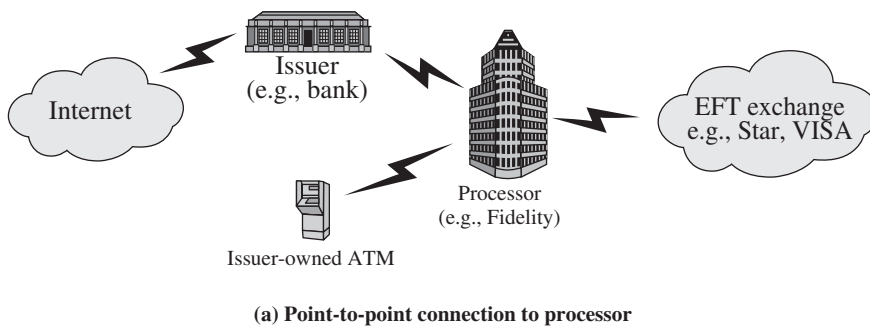 Internet
Issuer
(e.g., bank)
EFT exchange
e.g., Star, VISA
Processor
(e.g., Fidelity)
Issuer-owned ATM
(a) Point-to-point connection to processor